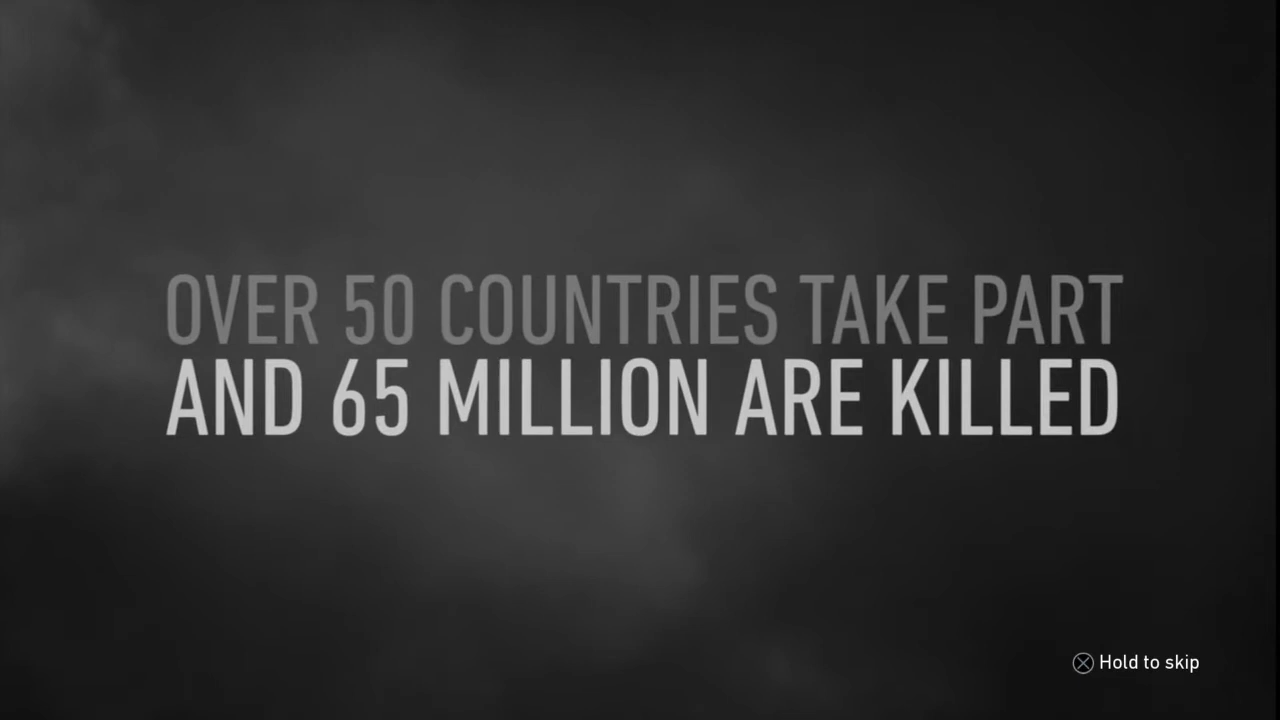 OVER 50 COUNTRIES TAKE PART
AND 65 MILLION ARE KILLED
Hold to skip